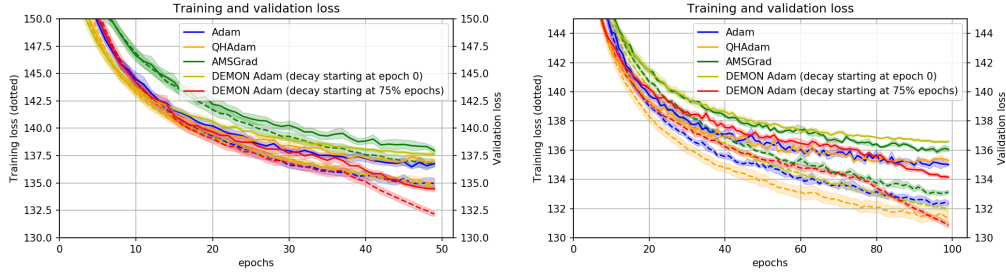 Training and validation loss
150.0
147.5
145.0
142.5
140.0
137.5
135.0
132.5
130.0
Training loss (dotted)
Adam
QHAdam
AMSGrad
DEMON Adam (decay starting at epoch 0)
DEMON Adam (decay starting at 75% epochs)
150.0
147.5
145.0
142.5
140.0
137.5
135.0
132.5
130.0
Validation loss
0
10
20
30
40
50
epochs
Training and validation loss
144
142
140
138
136
134
132
130
Training loss (dotted)
Adam
QHAdam
AMSGrad
DEMON Adam (decay starting at epoch 0)
DEMON Adam (decay starting at 75% epochs)
144
142
140
138
136
134
132
130
Validation loss
0
20
40
60
80
100
epochs